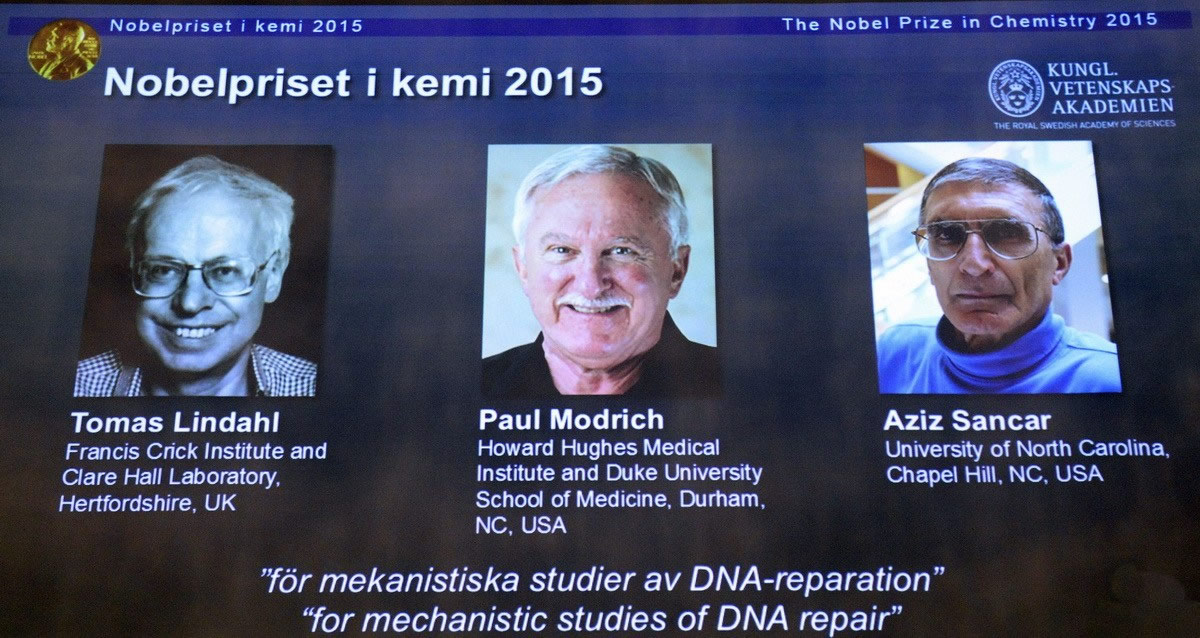 Nobelpriset i kemi 2015
The Nobel Prize in Chemistry 2015
Nobelpriset i kemi 2015
KUNGL.
VETENSKAPS-
AKADEMIEN
THE ROYAL SWEDISH ACADEMY OF SCIENCES
Tomas Lindahl
Francis Crick Institute and
Clare Hall Laboratory,
Hertfordshire, UK
Paul Modrich
Howard Hughes Medical
Institute and Duke University
School of Medicine, Durham,
NC, USA
Aziz Sancar
University of North Carolina,
Chapel Hill, NC, USA
”för mekanistiska studier av DNA-reparation”
“for mechanistic studies of DNA repair”